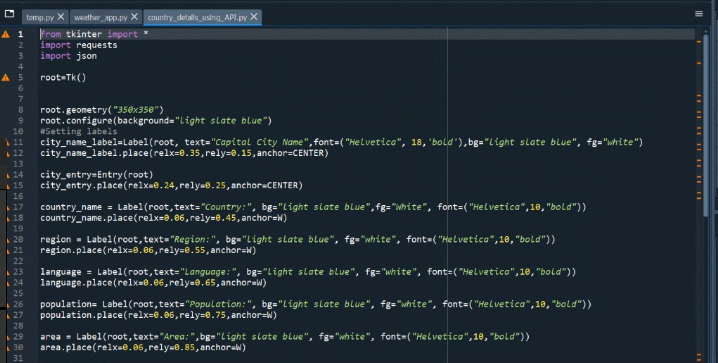 temp.py weather_app.py country_details_using_API.py
1 from tkinter import *
2 import requests
3 import json
4
5 root=Tk()
6
7
8 root.geometry("350x350")
9 root.configure(background="light slate blue")
10 #Setting labels
11 city_name_label=Label(root, text="Capital City Name",font=("Helvetica", 18,'bold'),bg="light slate blue", fg="white")
12 city_name_label.place(relx=0.35,rely=0.15,anchor=CENTER)
13
14 city_entry=Entry(root)
15 city_entry.place(relx=0.24,rely=0.25,anchor=CENTER)
16
17 country_name = Label(root,text="Country:", bg="light slate blue",fg="white", font=("Helvetica",10,"bold"))
18 country_name.place(relx=0.06,rely=0.45,anchor=W)
19
20 region = Label(root,text="Region:", bg="light slate blue", fg="white", font=("Helvetica",10,"bold"))
21 region.place(relx=0.06,rely=0.55,anchor=W)
22
23 language = Label(root,text="Language:", bg="light slate blue", fg="white", font=("Helvetica",10,"bold"))
24 language.place(relx=0.06,rely=0.65,anchor=W)
25
26 population= Label(root,text="Population:", bg="light slate blue", fg="white", font=("Helvetica",10,"bold"))
27 population.place(relx=0.06,rely=0.75,anchor=W)
28
29 area = Label(root,text="Area:",bg="light slate blue", fg="white", font=("Helvetica",10,"bold"))
30 area.place(relx=0.06,rely=0.85,anchor=W)
31